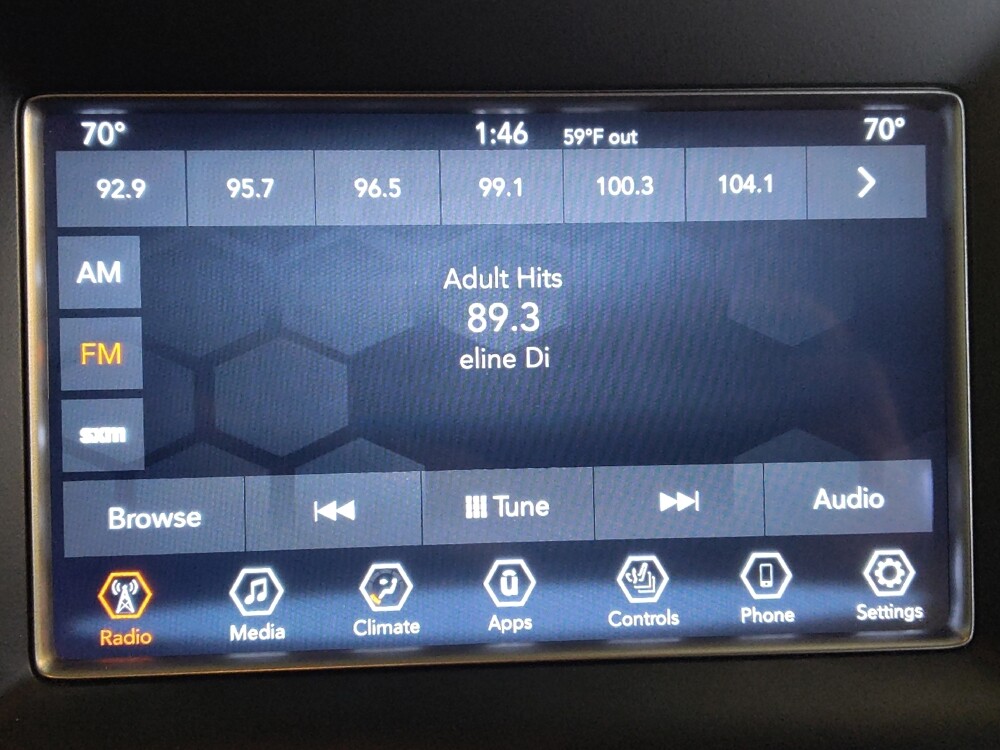 70° 1:46 59°F out 70°
92.9 95.7 96.5 99.1 100.3 104.1
AM
Adult Hits
89.3
FM
eline Di
sxm
Browse Tune Audio
Radio Media Climate Apps Controls Phone Settings